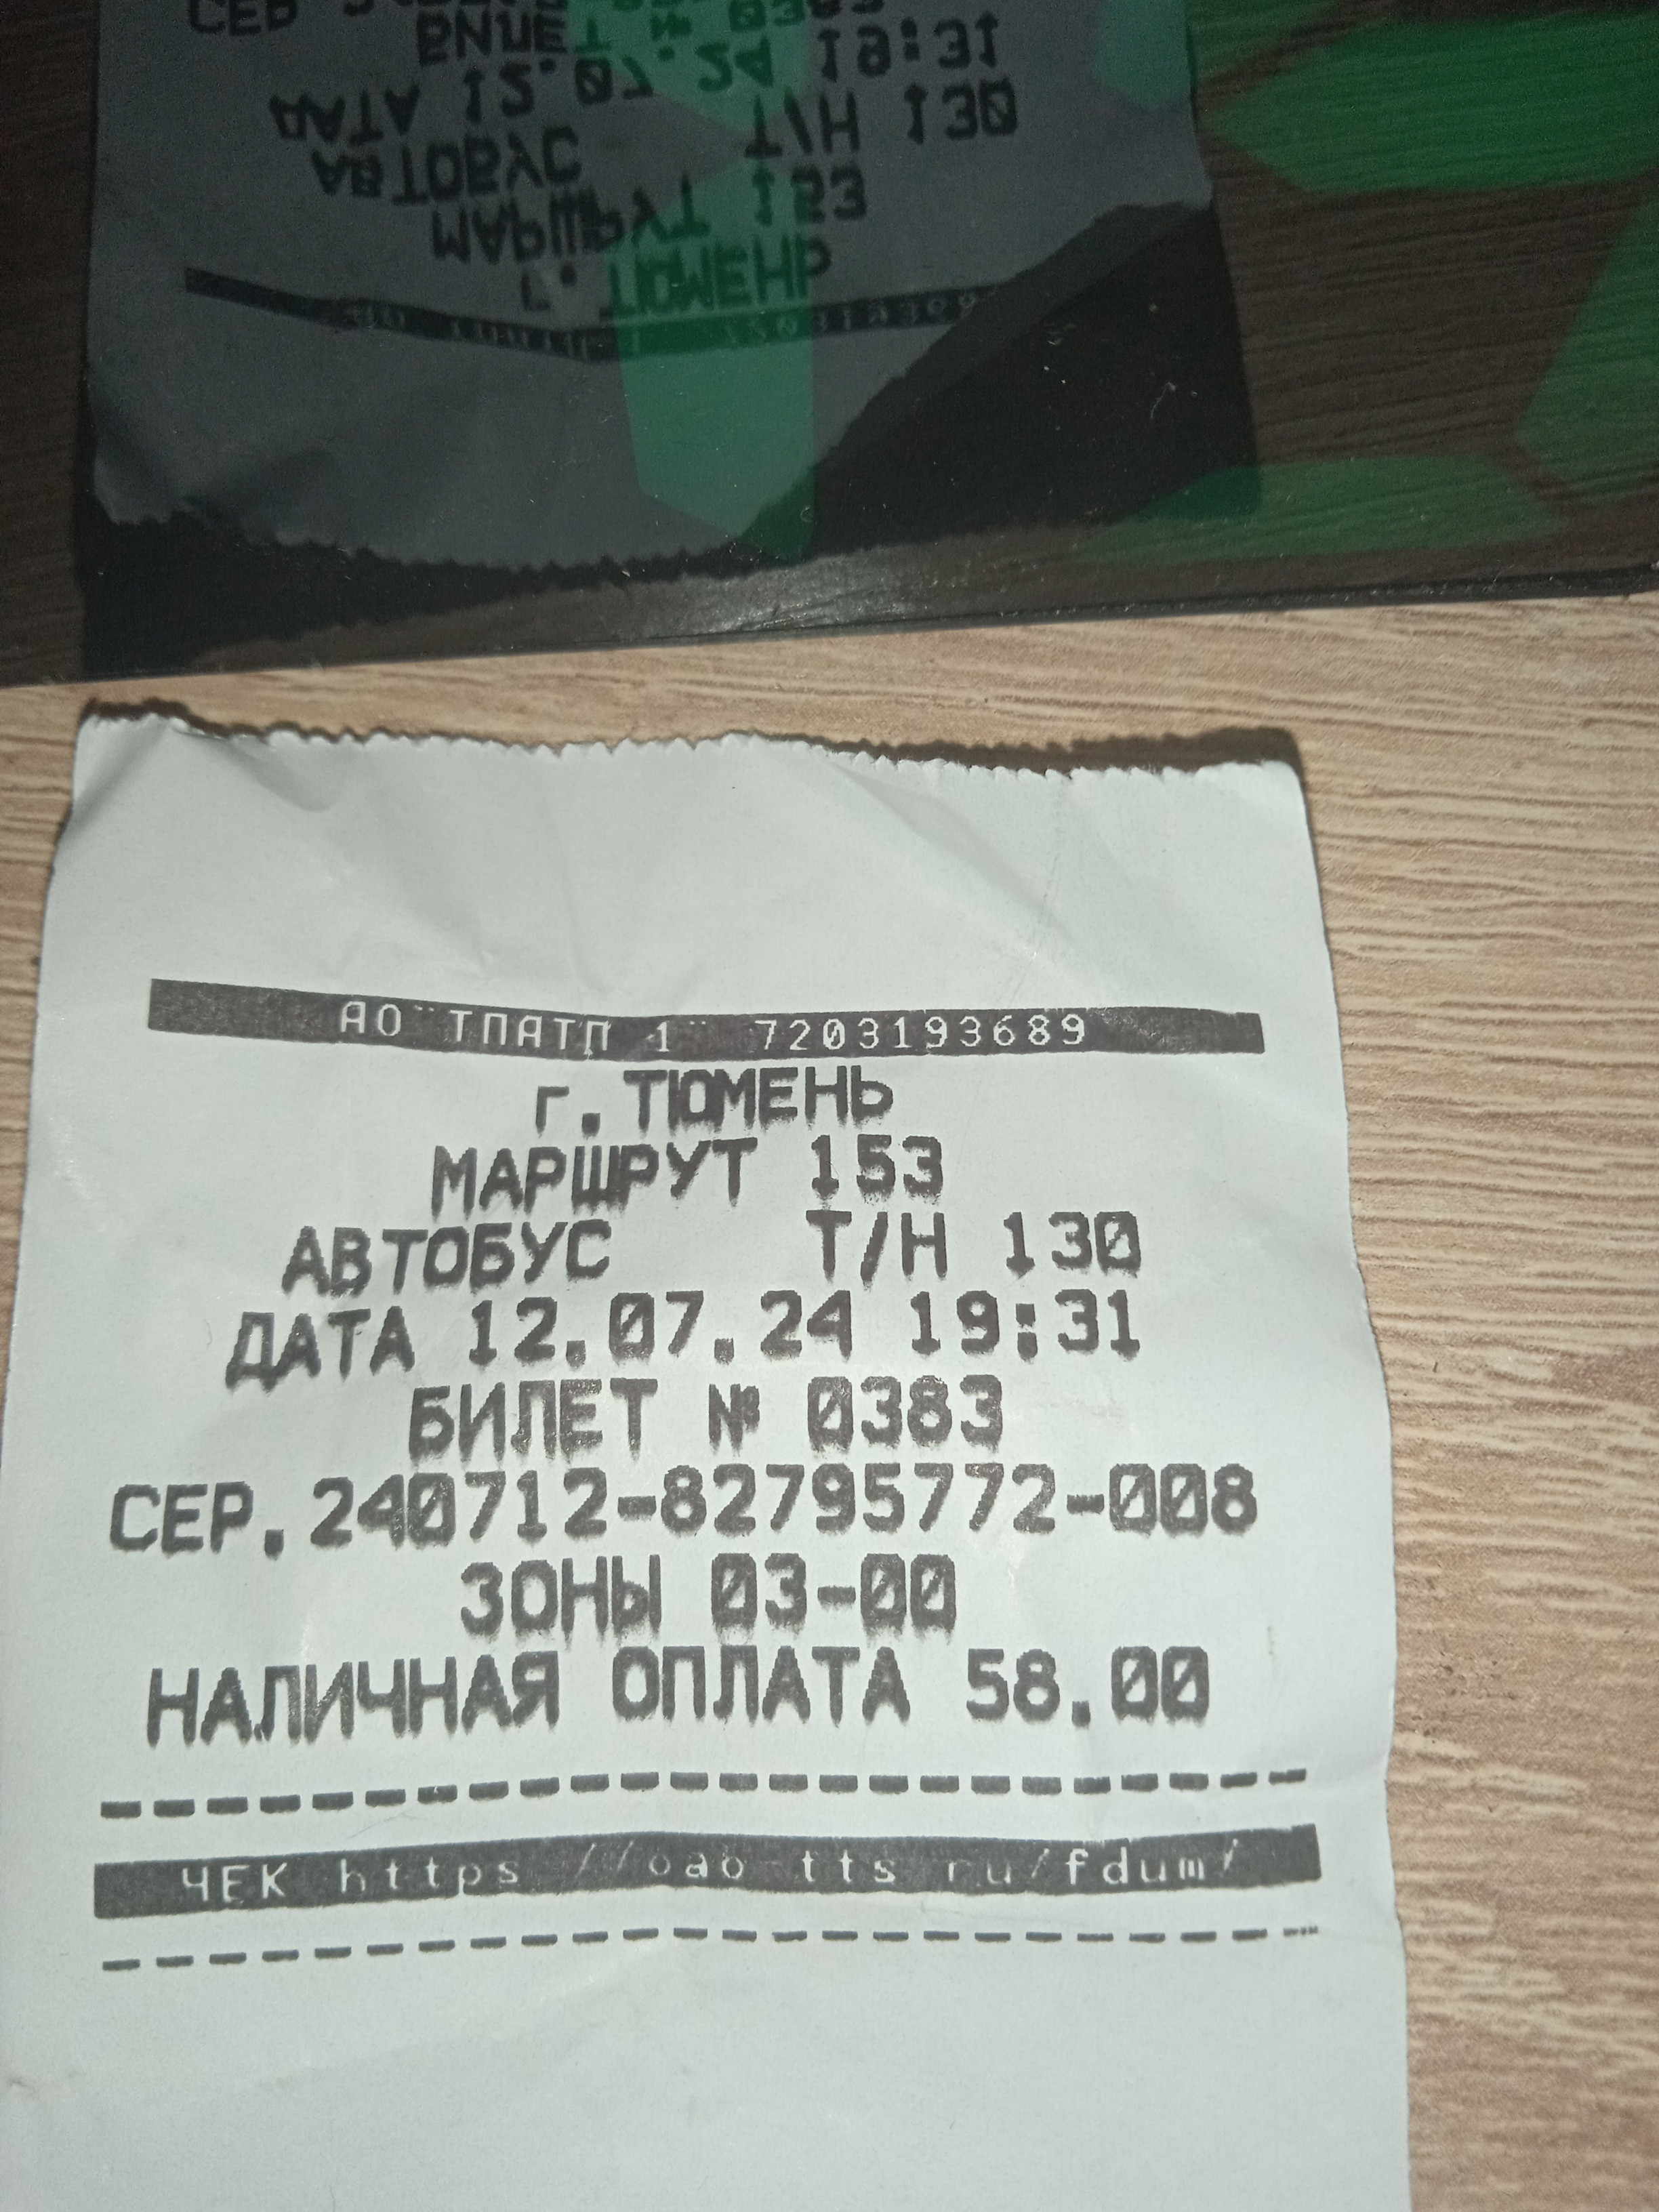 АО "ТПАТП 1" 7203193689
г.ТЮМЕНЬ
МАРШРУТ 153
АВТОБУС Т/Н 130
ДАТА 12.07.24 19:31
БИЛЕТ № 0383
СЕР.240712-82795772-008
ЗОНЫ 03-00
НАЛИЧНАЯ ОПЛАТА 58.00
ЧЕК https //oao tts ru/fdum/